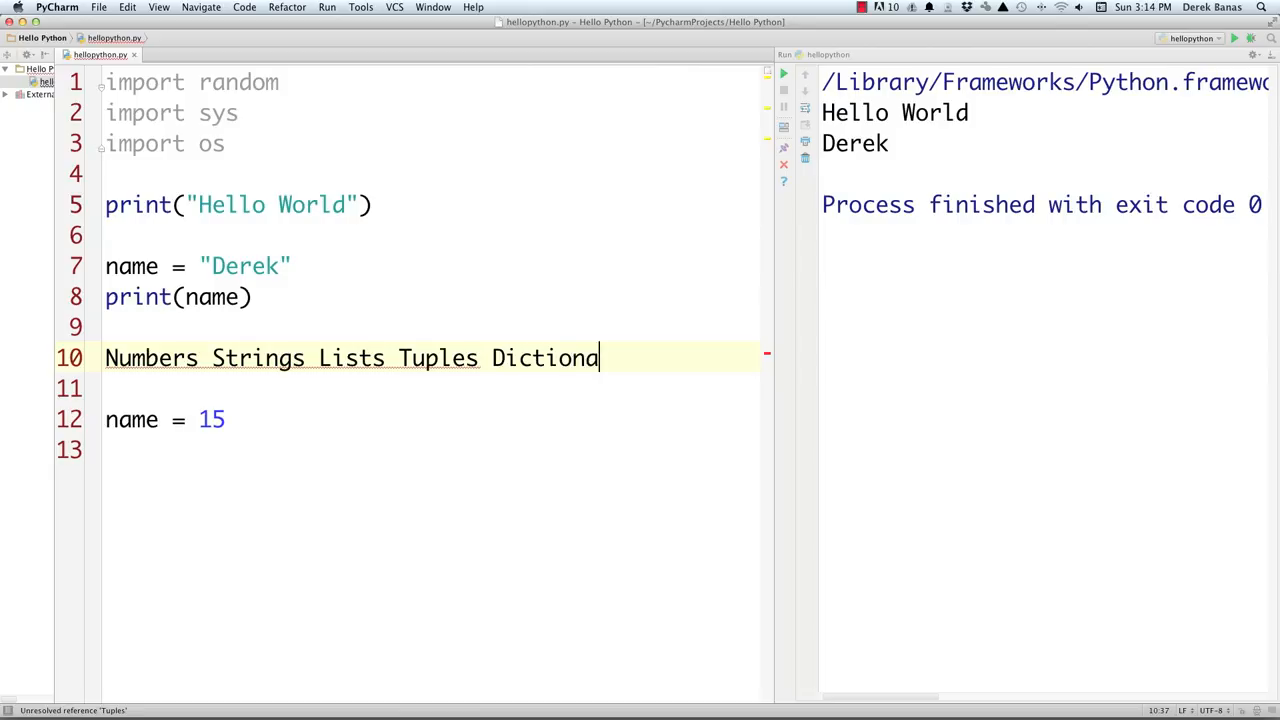 PyCharm File Edit View Navigate Code Refactor Run Tools VCS Window Help 10 Sun 3:14 PM Derek Banas
hellopython.py – Hello Python – [~/PycharmProjects/Hello Python]
Hello Python hellopython.py hellopython
hellopython.py Run hellopython
Hello P
hell
Extern
1 import random
2 import sys
3 import os
4
5 print("Hello World")
6
7 name = "Derek"
8 print(name)
9
10 Numbers Strings Lists Tuples Dictiona
11
12 name = 15
13
/Library/Frameworks/Python.framewo
Hello World
Derek
Process finished with exit code 0
Unresolved reference 'Tuples' 10:37 LF UTF-8